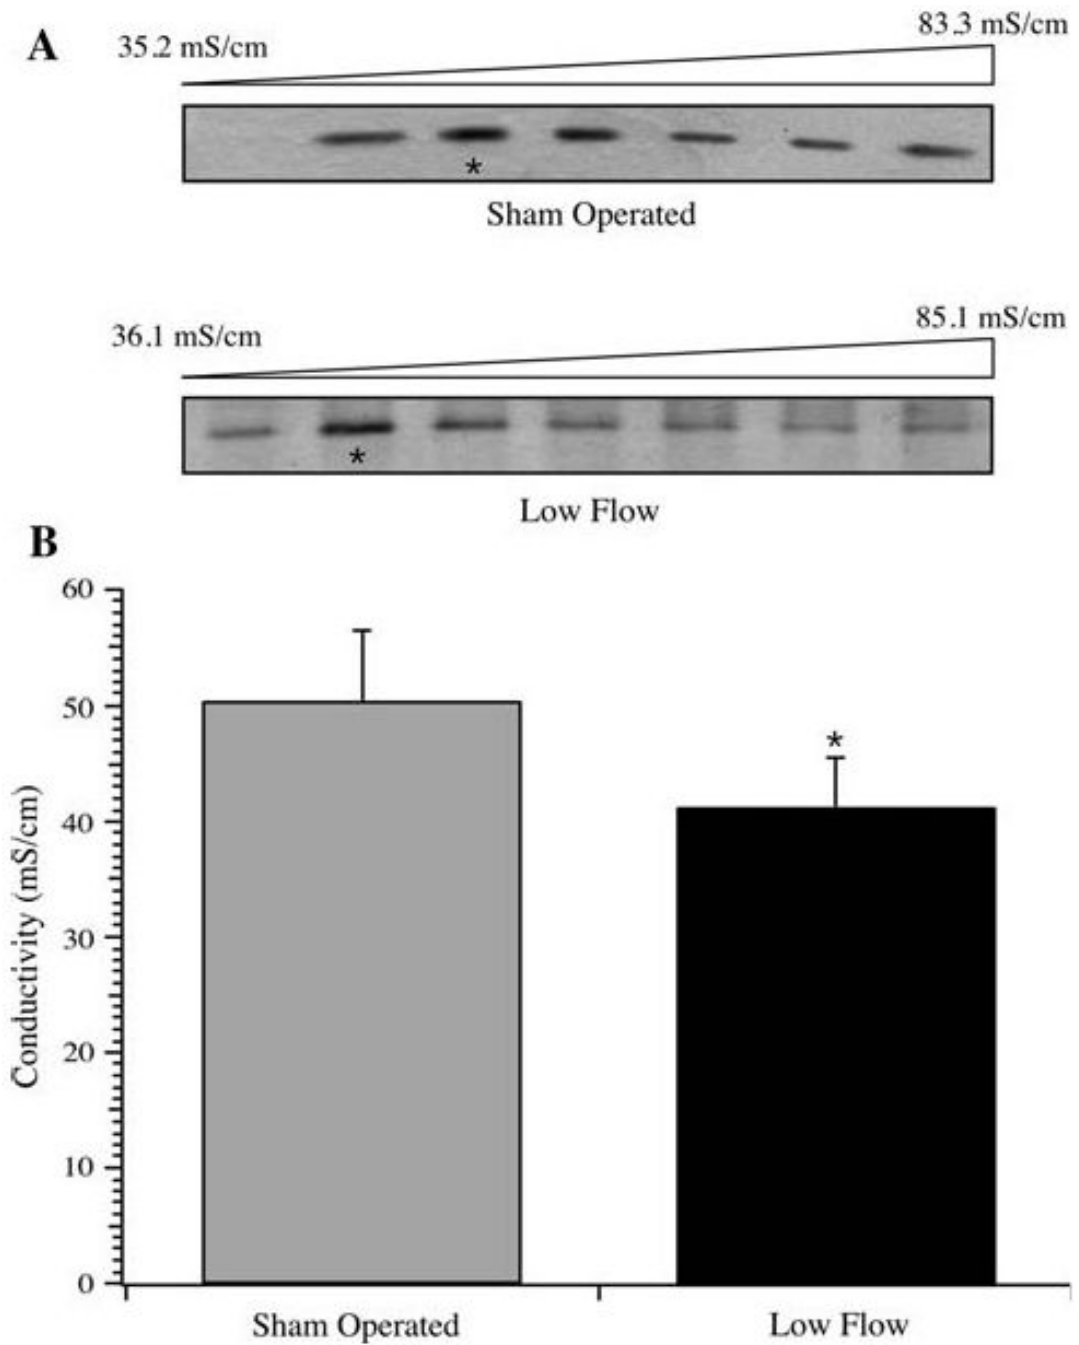 A
35.2 mS/cm
83.3 mS/cm
*
Sham Operated
36.1 mS/cm
85.1 mS/cm
*
Low Flow
B
60
50
40
30
20
10
0
Conductivity (mS/cm)
*
Sham Operated
Low Flow